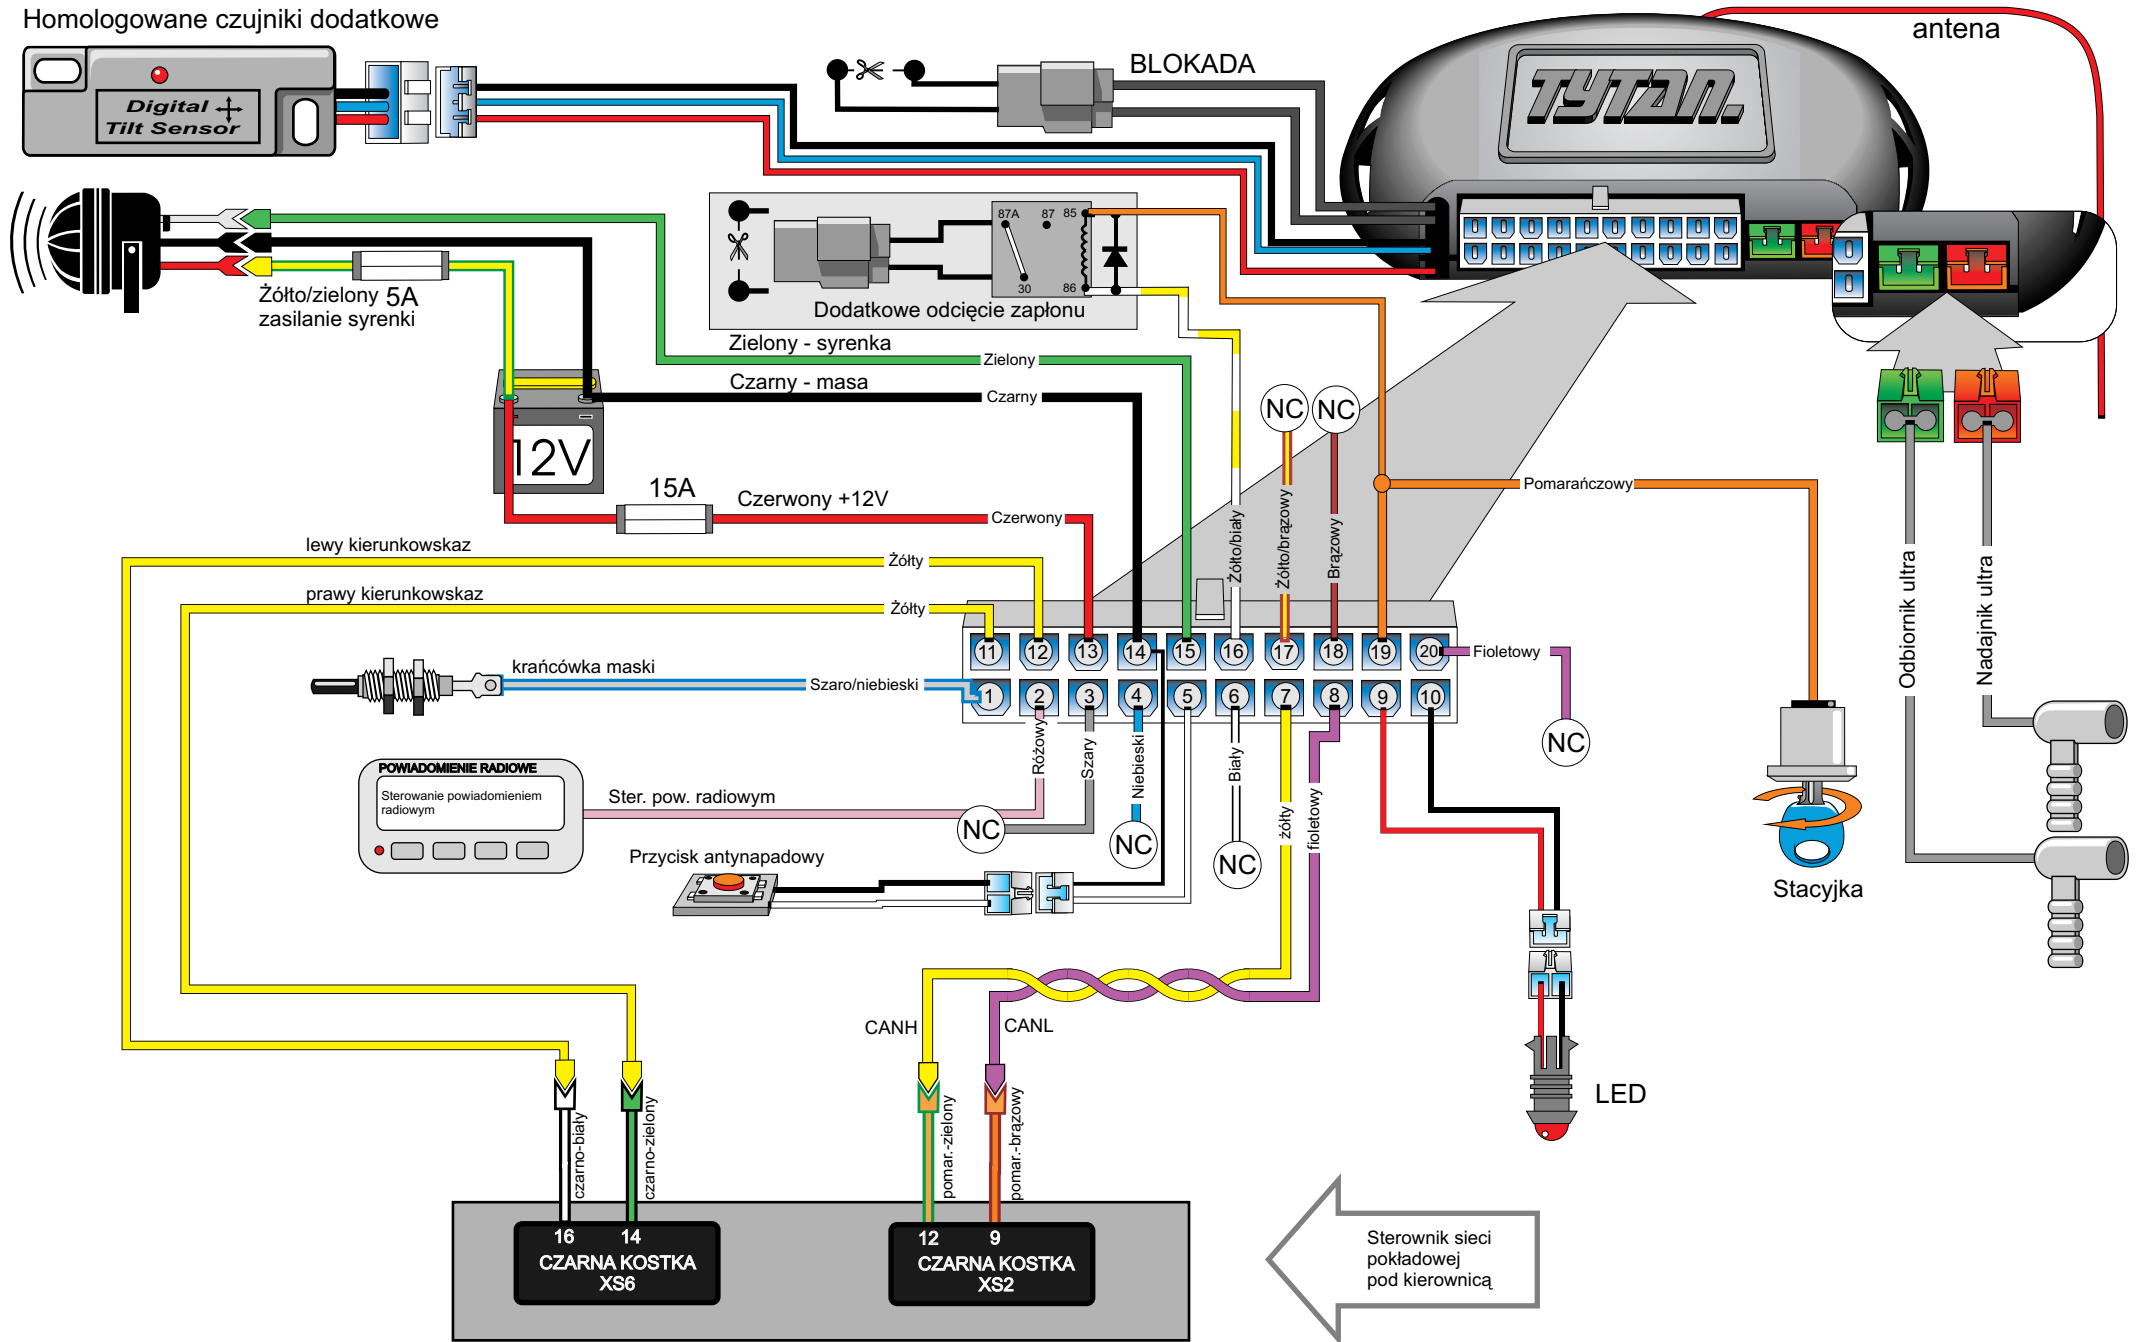 Homologowane czujniki dodatkowe
antena
BLOKADA
TYTAN.
Digital
Tilt Sensor
87A
87
85
30
86
Dodatkowe odcięcie zapłonu
Żółto/zielony 5A
zasilanie syrenki
Zielony - syrenka
Zielony
Czarny - masa
Czarny
12V
15A
Czerwony +12V
Czerwony
NC
NC
Pomarańczowy
Żółto/biały
Żółto/brązowy
Brązowy
lewy kierunkowskaz
Żółty
prawy kierunkowskaz
Żółty
Odbiornik ultra
Nadajnik ultra
11
12
13
14
15
16
17
18
19
20
Fioletowy
krańcówka maski
Szaro/niebieski
1
2
3
4
5
6
7
8
9
10
Różowy
Szary
Niebieski
Biały
żółty
fioletowy
NC
POWIADOMIENIE RADIOWE
Sterowanie powiadomieniem
radiowym
Ster. pow. radiowym
NC
NC
NC
Przycisk antynapadowy
Stacyjka
CANH
CANL
LED
czarno-biały
czarno-zielony
pomar.-zielony
pomar.-brązowy
16
14
CZARNA KOSTKA
XS6
12
9
CZARNA KOSTKA
XS2
Sterownik sieci
pokładowej
pod kierownicą